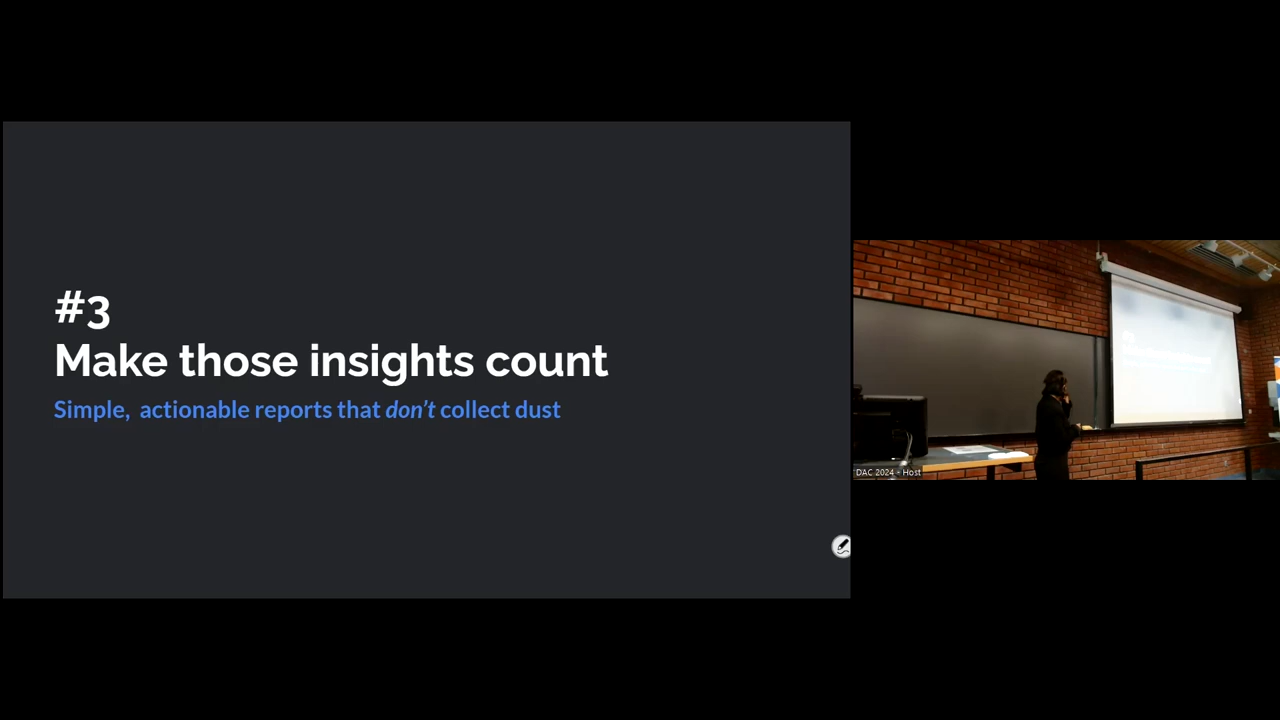 #3
Make those insights count
Simple, actionable reports that don't collect dust
DAC 2024 - Host